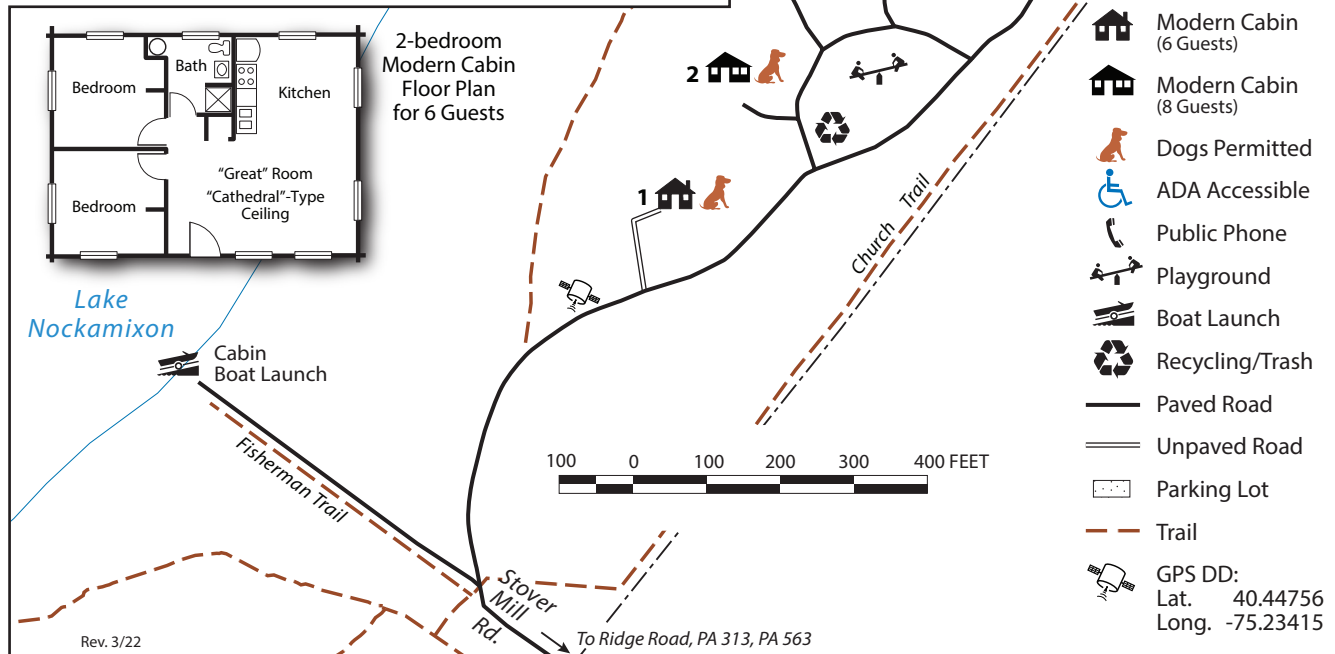 Bedroom
Bath
Kitchen
Bedroom
“Great” Room
“Cathedral”-Type
Ceiling
2-bedroom
Modern Cabin
Floor Plan
for 6 Guests
2
1
Church Trail
Lake
Nockamixon
Cabin
Boat Launch
Fisherman Trail
100 0 100 200 300 400 FEET
Stover
Mill
Rd.
To Ridge Road, PA 313, PA 563
Rev. 3/22
Modern Cabin
(6 Guests)
Modern Cabin
(8 Guests)
Dogs Permitted
ADA Accessible
Public Phone
Playground
Boat Launch
Recycling/Trash
Paved Road
Unpaved Road
Parking Lot
Trail
GPS DD:
Lat. 40.44756
Long. -75.23415